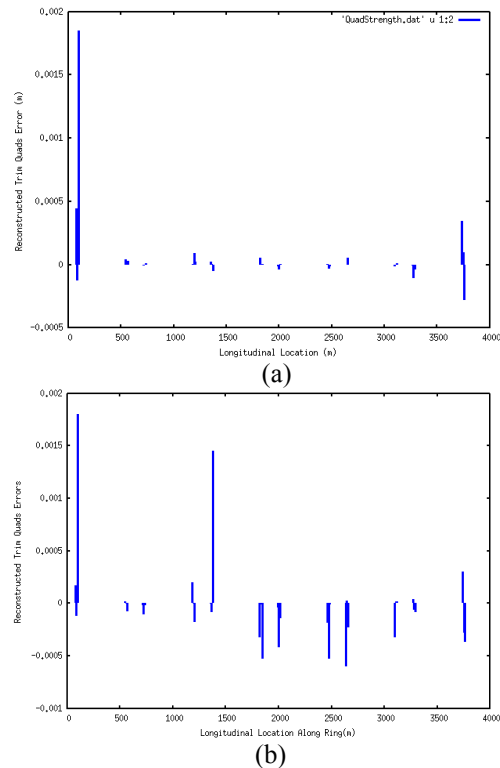 0.002
'QuadStrength.dat' u 1:2
0.0015
0.001
0.0005
0
-0.0005
Reconstructed Trim Quads Error (m)
0 500 1000 1500 2000 2500 3000 3500 4000
Longitudinal Location (m)
(a)
0.002
0.0015
0.001
0.0005
0
-0.0005
-0.001
Reconstructed Trim Quads Errors
0 500 1000 1500 2000 2500 3000 3500 4000
Longitudinal Location Along Ring(m)
(b)